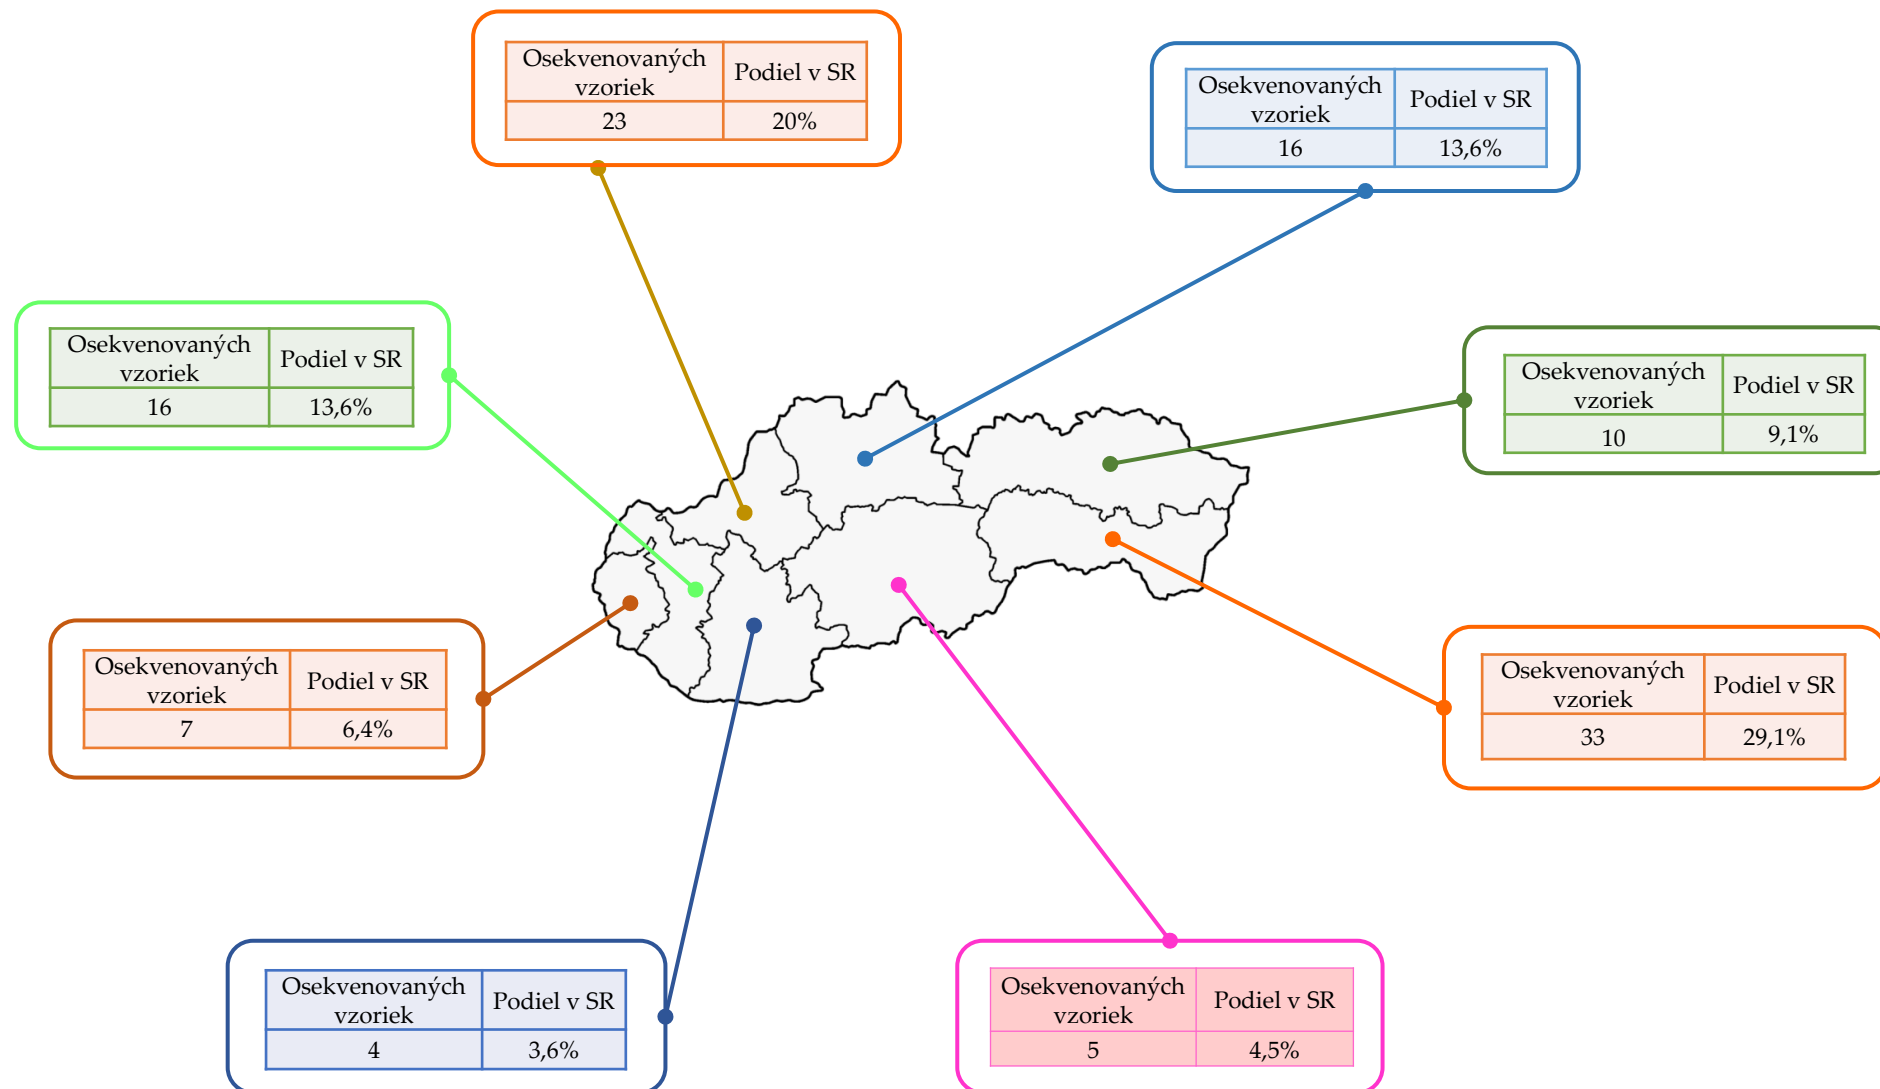 Osekvenovaných
vzoriek
Podiel v SR
23
20%
Osekvenovaných
vzoriek
Podiel v SR
16
13,6%
Osekvenovaných
vzoriek
Podiel v SR
16
13,6%
Osekvenovaných
vzoriek
Podiel v SR
10
9,1%
Osekvenovaných
vzoriek
Podiel v SR
7
6,4%
Osekvenovaných
vzoriek
Podiel v SR
33
29,1%
Osekvenovaných
vzoriek
Podiel v SR
4
3,6%
Osekvenovaných
vzoriek
Podiel v SR
5
4,5%